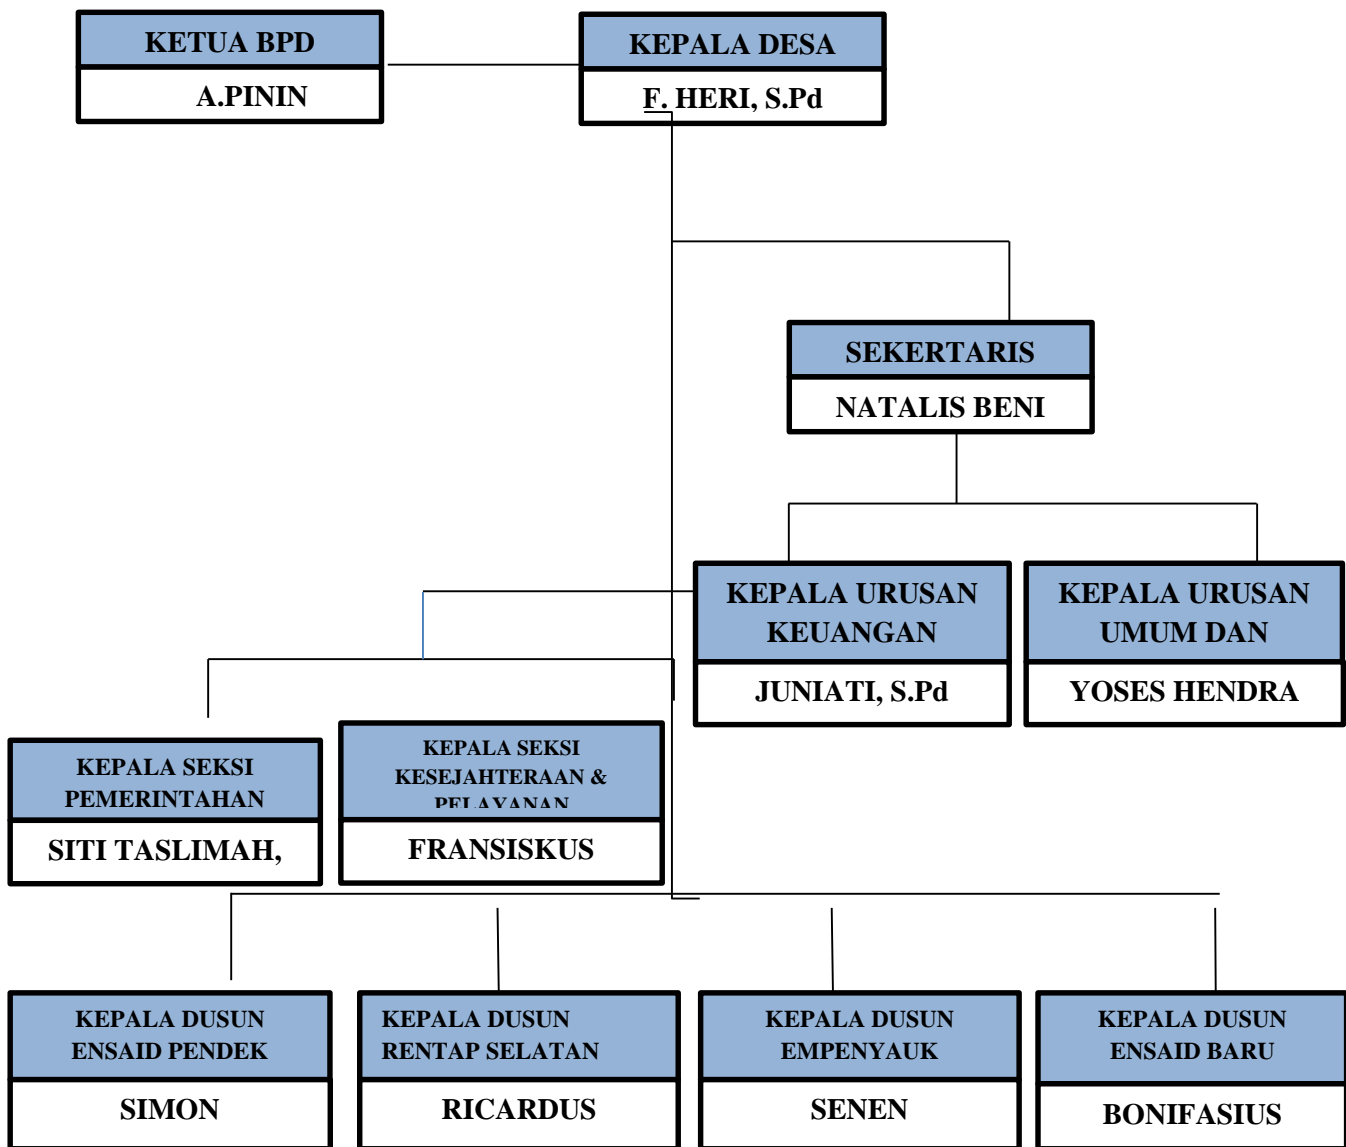 KETUA BPD
A.PININ
KEPALA DESA
F. HERI, S.Pd
SEKERTARIS
NATALIS BENI
KEPALA URUSAN
KEUANGAN
JUNIATI, S.Pd
KEPALA URUSAN
UMUM DAN
YOSES HENDRA
KEPALA SEKSI
PEMERINTAHAN
SITI TASLIMAH,
KEPALA SEKSI
KESEJAHTERAAN &
PELAYANAN
FRANSISKUS
KEPALA DUSUN
ENSAID PENDEK
SIMON
KEPALA DUSUN
RENTAP SELATAN
RICARDUS
KEPALA DUSUN
EMPENYAUK
SENEN
KEPALA DUSUN
ENSAID BARU
BONIFASIUS